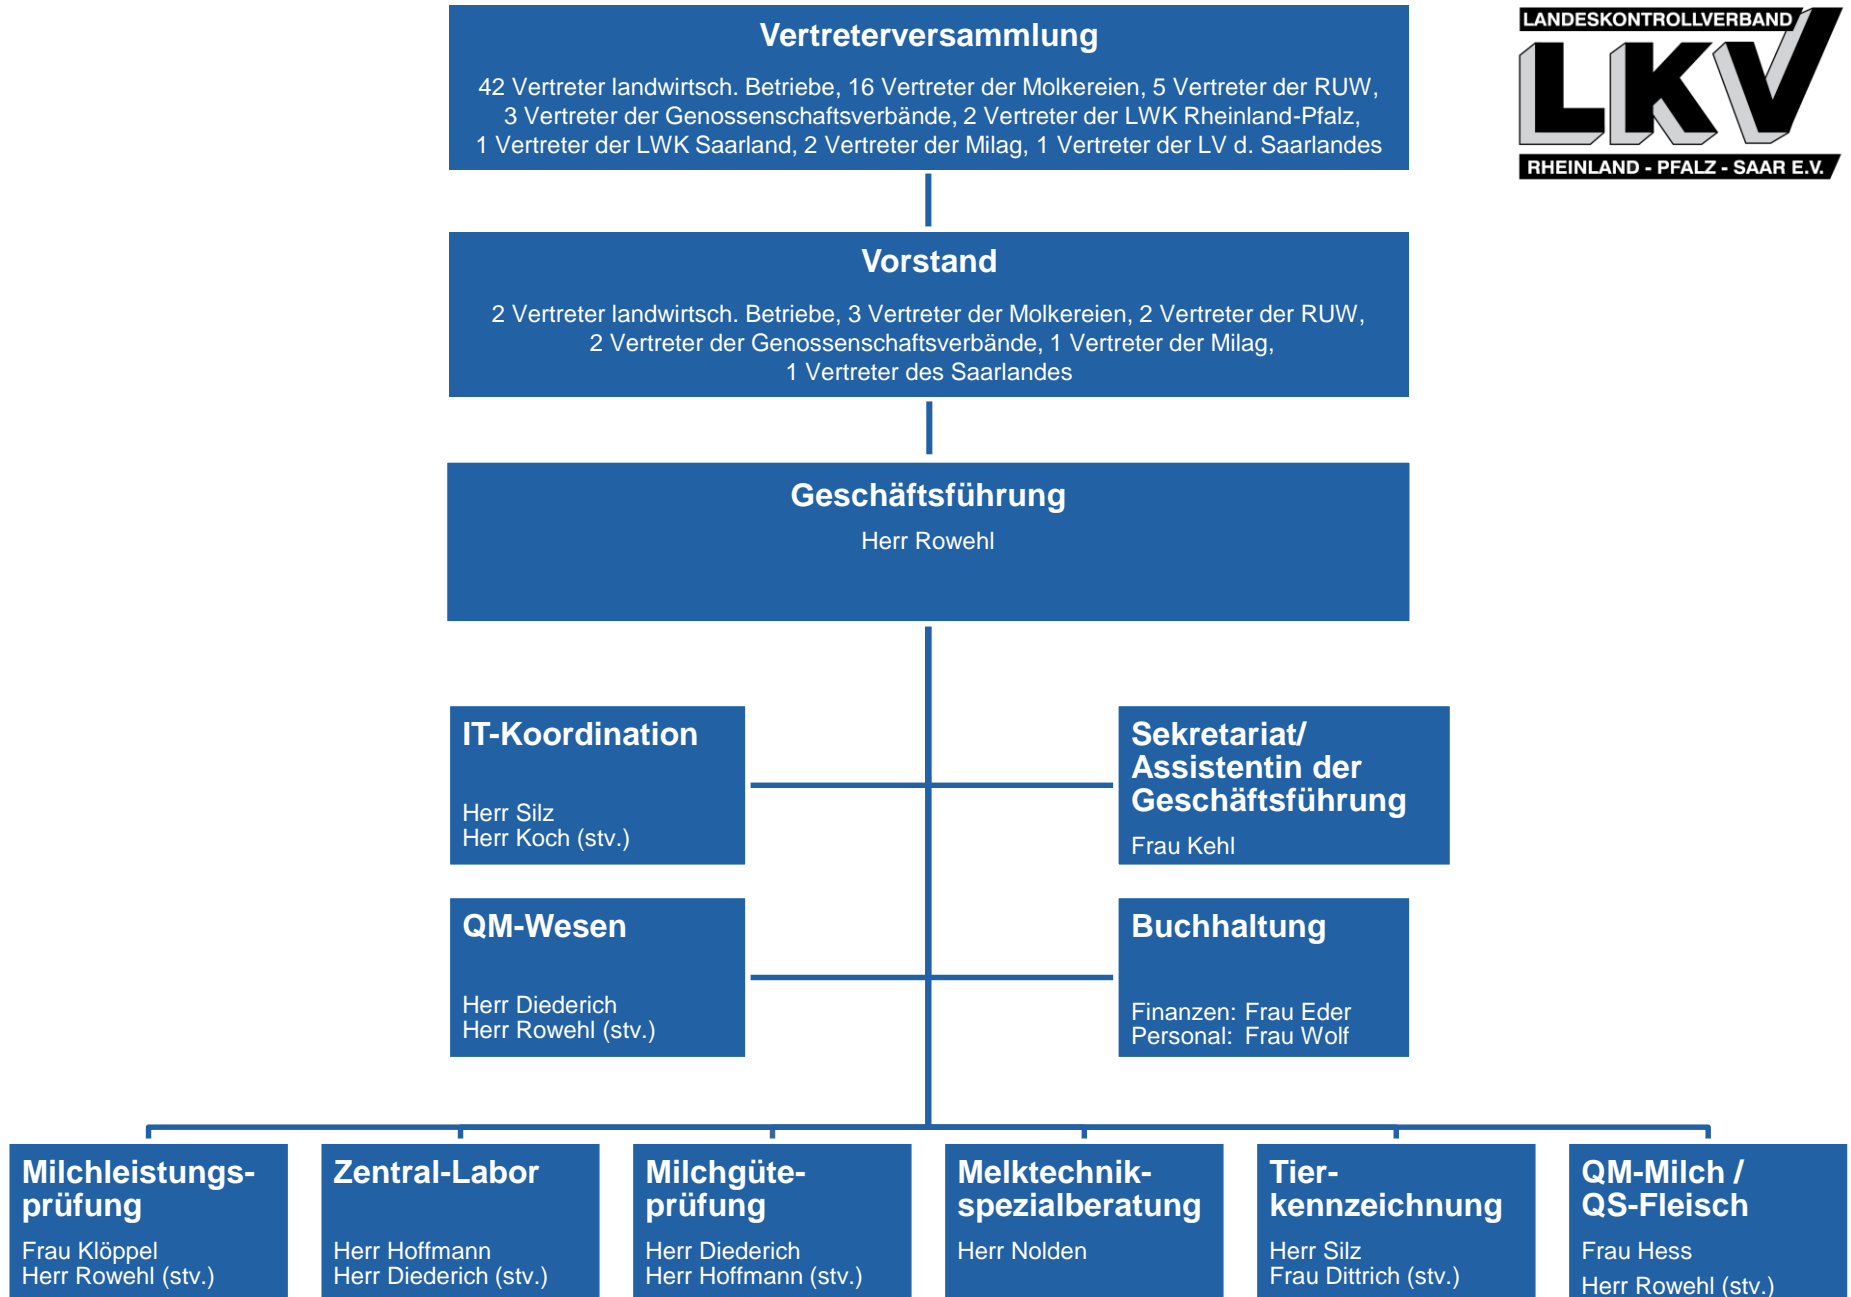 Vertreterversammlung
42 Vertreter landwirtsch. Betriebe, 16 Vertreter der Molkereien, 5 Vertreter der RUW,
3 Vertreter der Genossenschaftsverbände, 2 Vertreter der LWK Rheinland-Pfalz,
1 Vertreter der LWK Saarland, 2 Vertreter der Milag, 1 Vertreter der LV d. Saarlandes
LANDESKONTROLLVERBAND
LKV
RHEINLAND - PFALZ - SAAR E.V.
Vorstand
2 Vertreter landwirtsch. Betriebe, 3 Vertreter der Molkereien, 2 Vertreter der RUW,
2 Vertreter der Genossenschaftsverbände, 1 Vertreter der Milag,
1 Vertreter des Saarlandes
Geschäftsführung
Herr Rowehl
IT-Koordination
Herr Silz
Herr Koch (stv.)
Sekretariat/
Assistentin der
Geschäftsführung
Frau Kehl
QM-Wesen
Herr Diederich
Herr Rowehl (stv.)
Buchhaltung
Finanzen: Frau Eder
Personal: Frau Wolf
Milchleistungs-
prüfung
Frau Klöppel
Herr Rowehl (stv.)
Zentral-Labor
Herr Hoffmann
Herr Diederich (stv.)
Milchgüte-
prüfung
Herr Diederich
Herr Hoffmann (stv.)
Melktechnik-
spezialberatung
Herr Nolden
Tier-
kennzeichnung
Herr Silz
Frau Dittrich (stv.)
QM-Milch /
QS-Fleisch
Frau Hess
Herr Rowehl (stv.)